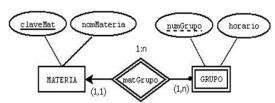 claveMat nomMateria numGrupo horario
1:n
MATERIA matGrupo GRUPO
(1,1) (1,n)